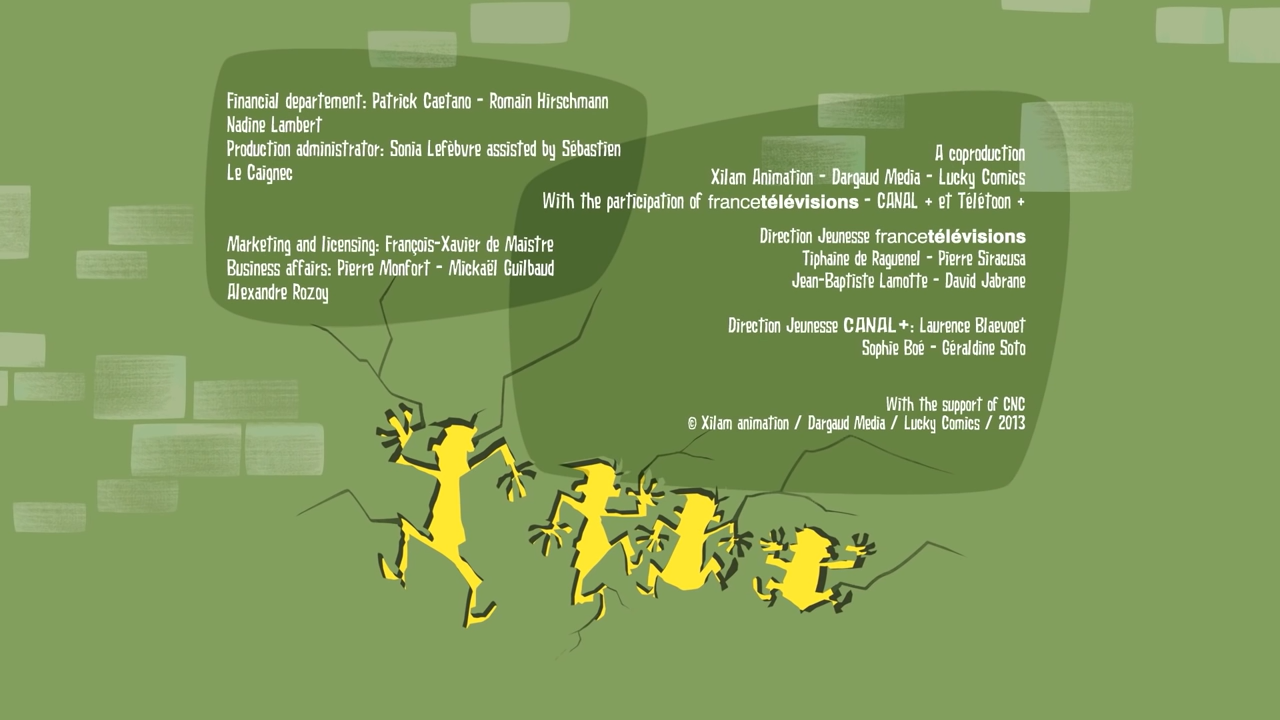 Financial departement: Patrick Caetano - Romain Hirschmann
Nadine Lambert
Production administrator: Sonia Lefèbvre assisted by Sébastien
Le Caignec
Marketing and licensing: François-Xavier de Maistre
Business affairs: Pierre Monfort - Mickaël Guilbaud
Alexandre Rozoy
A coproduction
Xilam Animation - Dargaud Media - Lucky Comics
With the participation of francetélévisions - CANAL + et Télétoon +
Direction Jeunesse francetélévisions
Tiphaine de Raguenel - Pierre Siracusa
Jean-Baptiste Lamotte - David Jabrane
Direction Jeunesse CANAL+: Laurence Blaevoet
Sophie Boé - Géraldine Soto
With the support of CNC
© Xilam animation / Dargaud Media / Lucky Comics / 2013